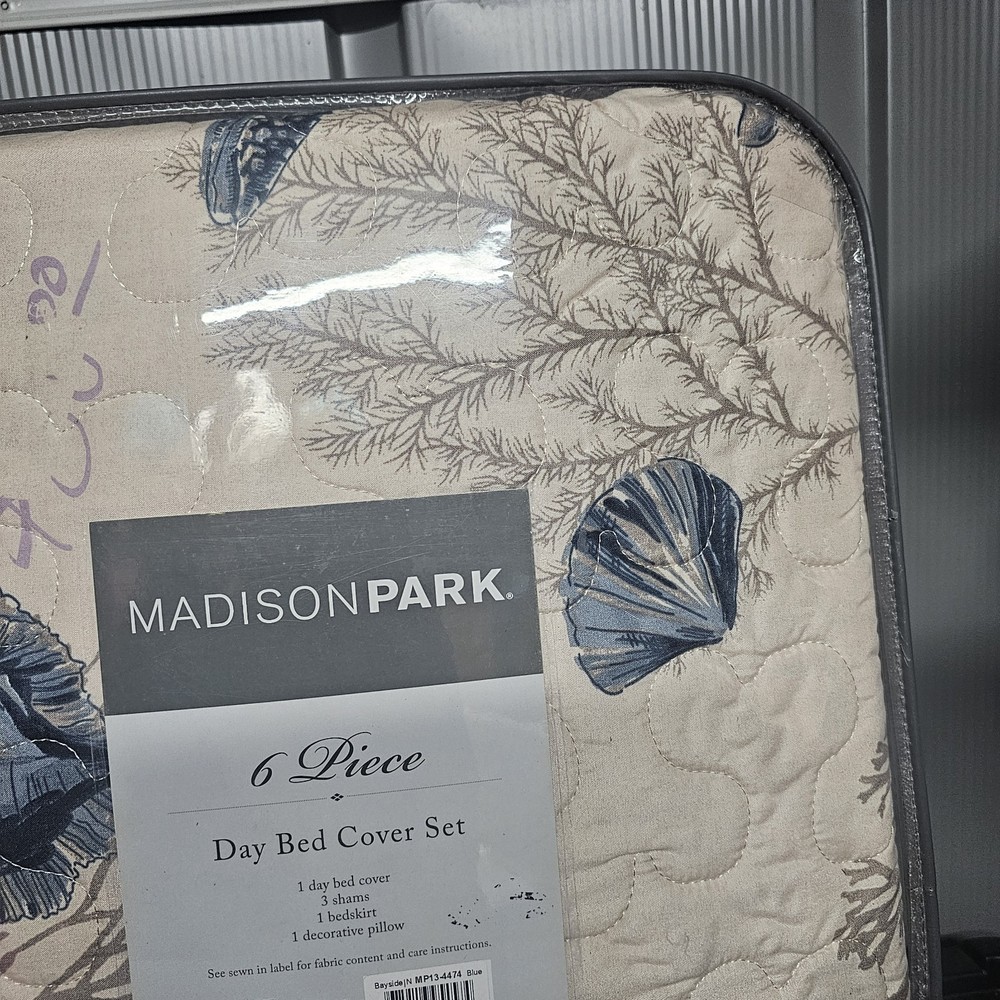 MADISONPARK®
6 Piece
Day Bed Cover Set
1 day bed cover
3 shams
1 bedskirt
1 decorative pillow
See sewn in label for fabric content and care instructions.
Bayside|N MP13-4474 Blue